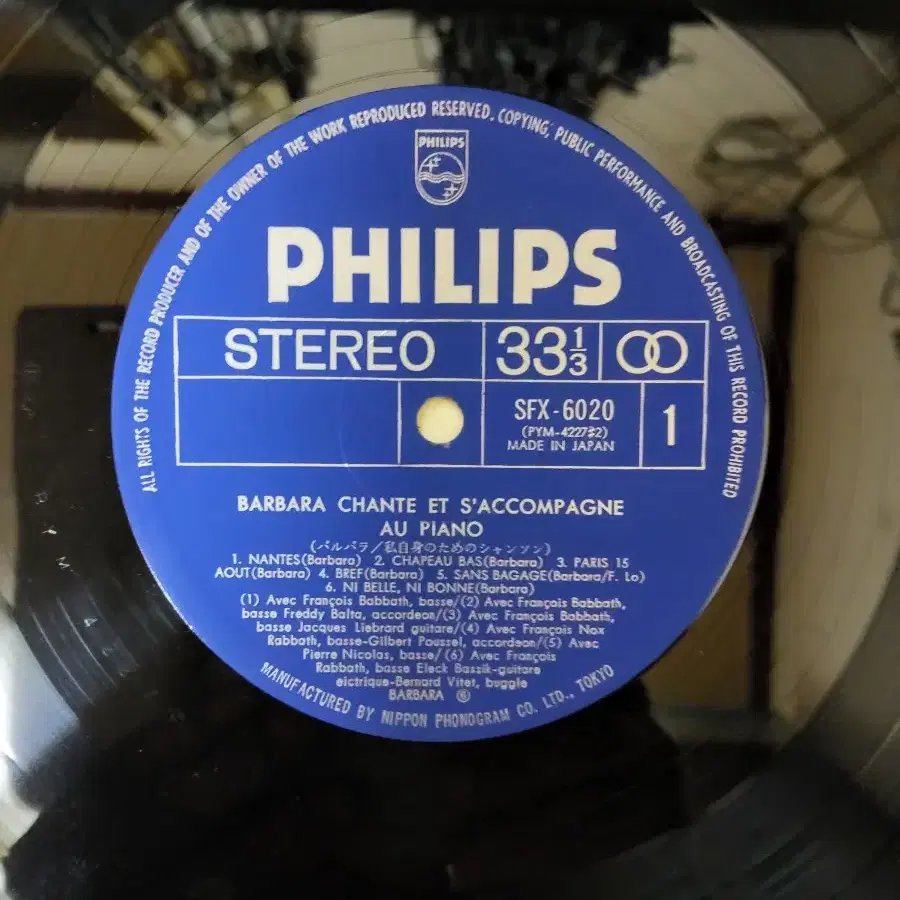 ALL RIGHTS OF THE RECORD PRODUCER AND OF THE OWNER OF THE WORK REPRODUCED RESERVED. COPYING, PUBLIC PERFORMANCE AND BROADCASTING OF THIS RECORD PROHIBITED
PHILIPS
PHILIPS
STEREO 33 1/3
SFX-6020
(PYM-422732)
MADE IN JAPAN
1
BARBARA CHANTE ET S'ACCOMPAGNE
AU PIANO
(バルバラ/私自身のためのシャンソン)
1. NANTES(Barbara) 2. CHAPEAU BAS(Barbara) 3. PARIS 15
AOUT(Barbara) 4. BREF(Barbara) 5. SANS BAGAGE(Barbara/F. Lo)
6. NI BELLE, NI BONNE(Barbara)
(1) Avec François Babbath, basse/(2) Avec François Babbath,
basse Freddy Balta, accordeon/(3) Avec François Babbath,
basse Jacques Liebrard guitare/(4) Avec François Nox
Rabbath, basse-Gilbert Poussel, accordeon/(5) Avec
Pierre Nicolas, basse/(6) Avec François
Rabbath, basse Eleck Baszik-guitare
eictrique-Bernard Vitet, buggle
BARBARA Ⓖ
MANUFACTURED BY NIPPON PHONOGRAM CO. LTD., TOKYO